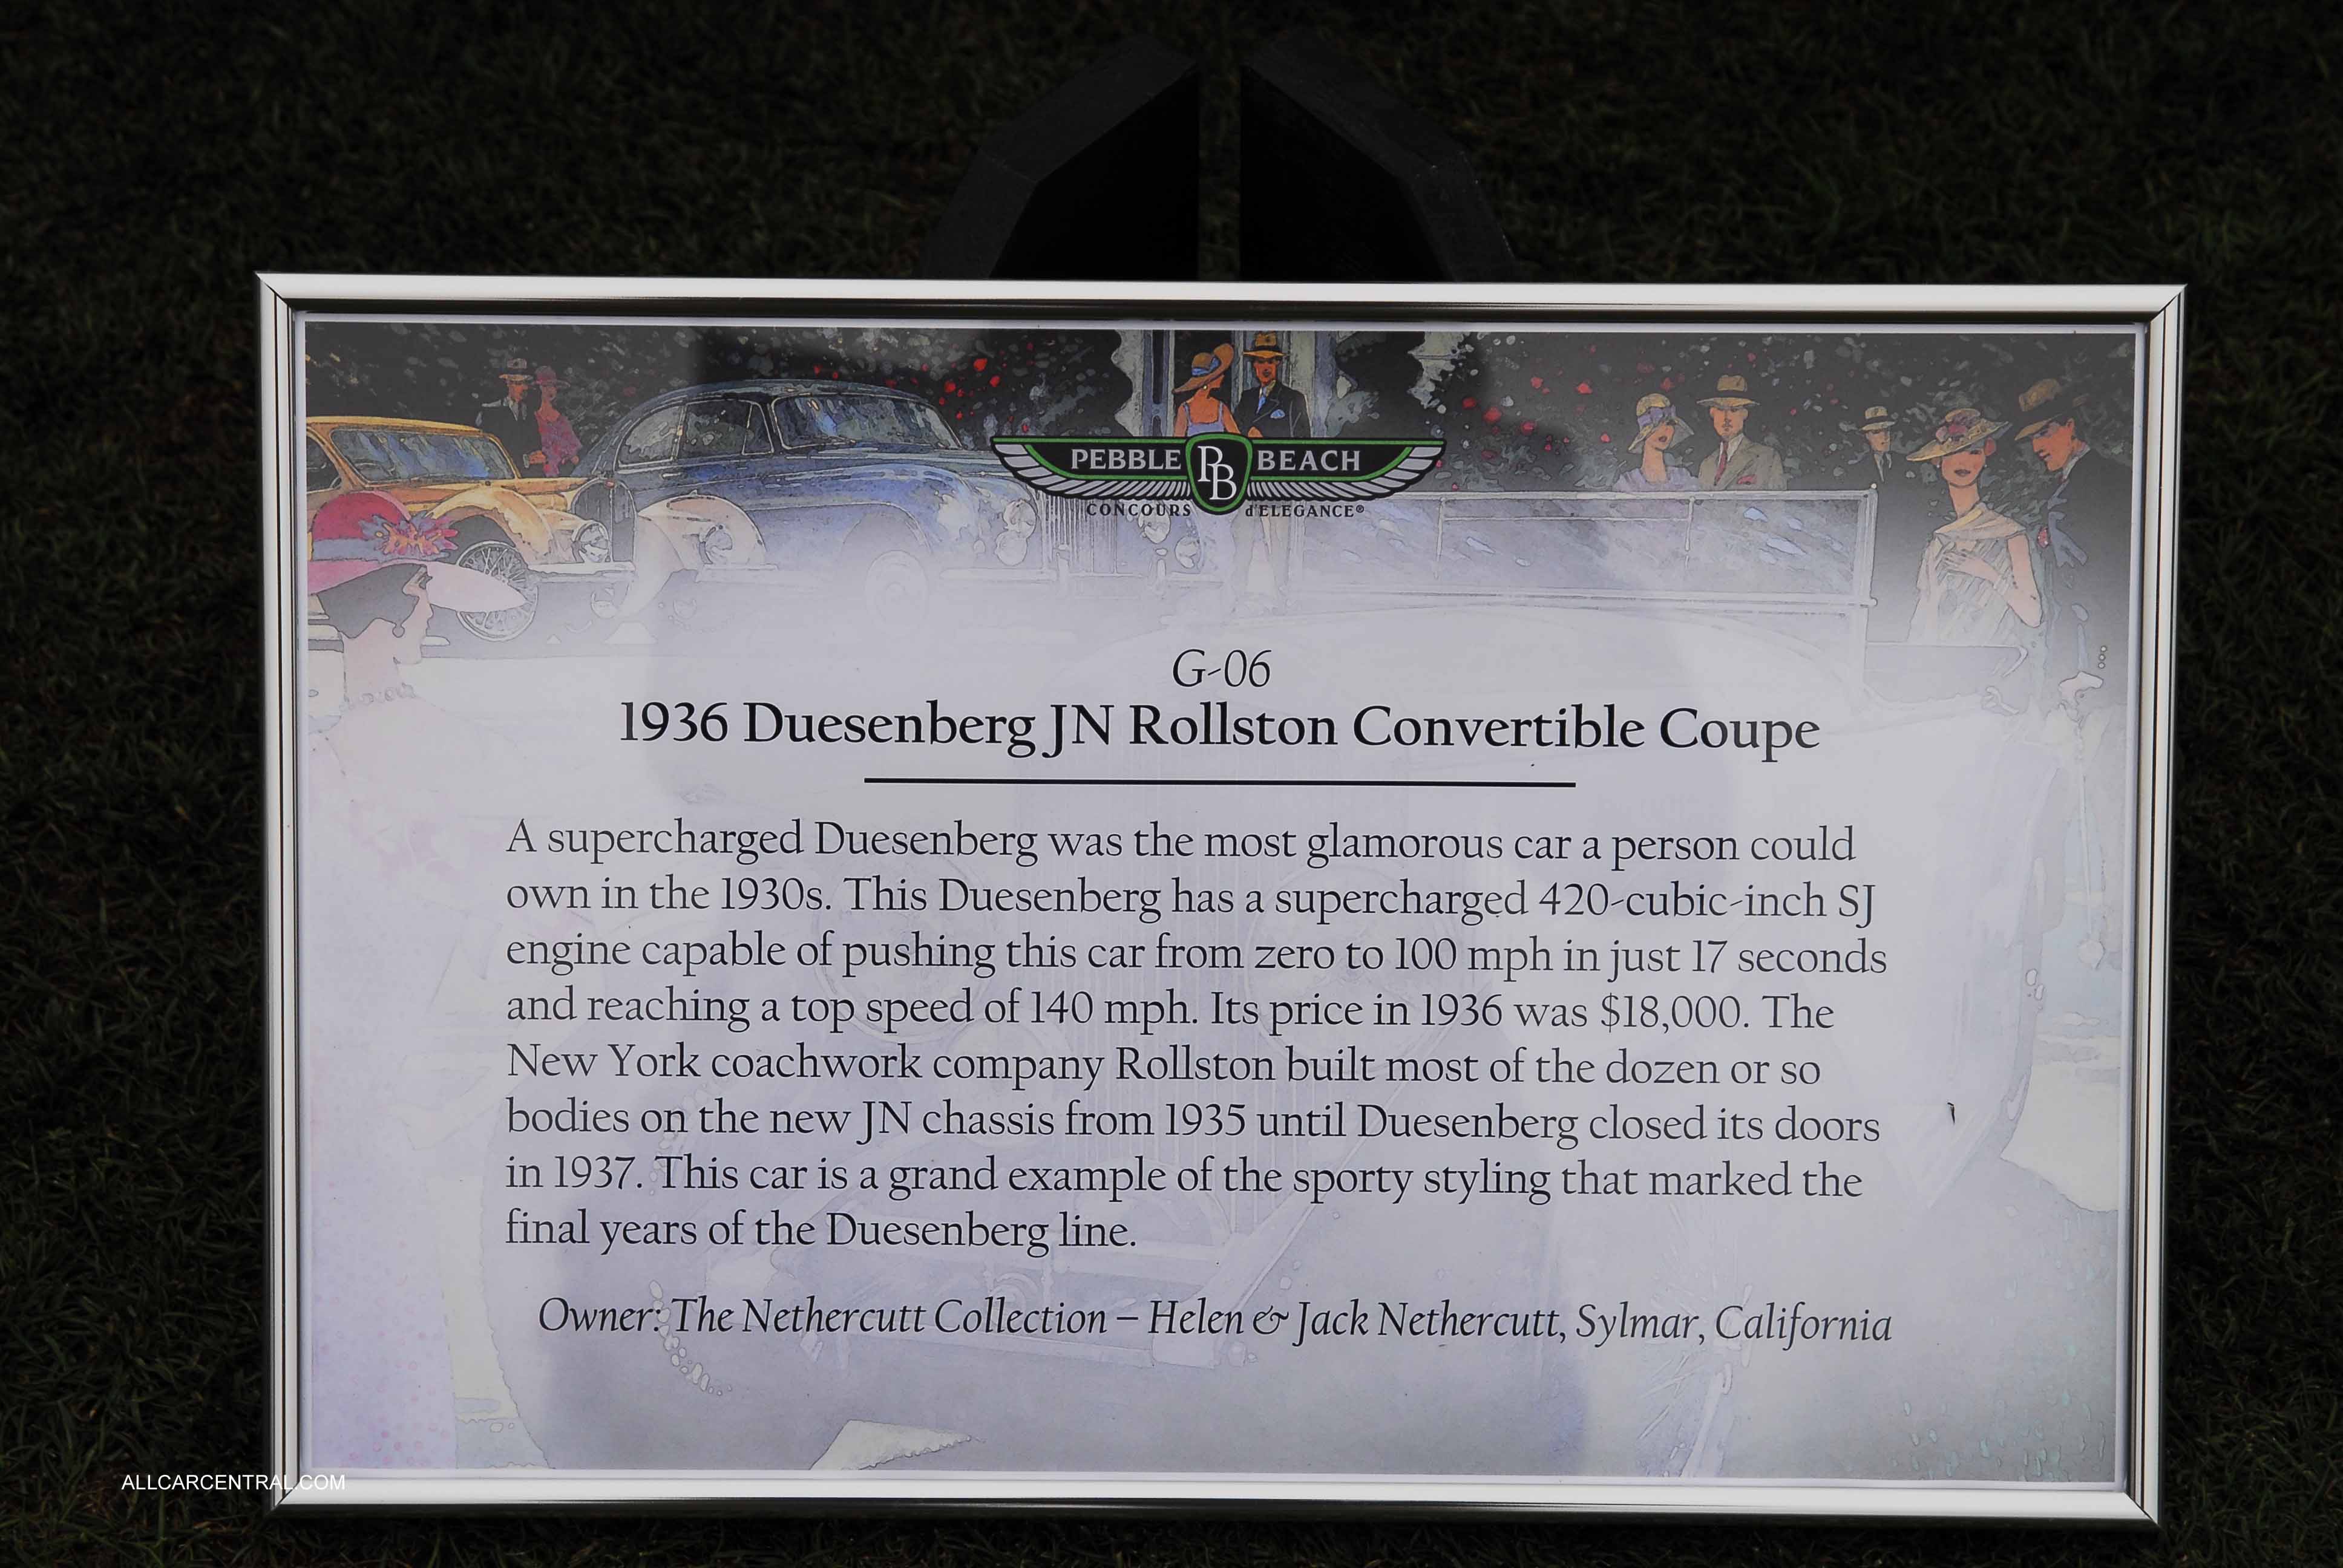 PEBBLE PB BEACH
CONCOURS d'ELEGANCE®
G-06
1936 Duesenberg JN Rollston Convertible Coupe
A supercharged Duesenberg was the most glamorous car a person could
own in the 1930s. This Duesenberg has a supercharged 420-cubic-inch SJ
engine capable of pushing this car from zero to 100 mph in just 17 seconds
and reaching a top speed of 140 mph. Its price in 1936 was $18,000. The
New York coachwork company Rollston built most of the dozen or so
bodies on the new JN chassis from 1935 until Duesenberg closed its doors
in 1937. This car is a grand example of the sporty styling that marked the
final years of the Duesenberg line.
Owner: The Nethercutt Collection – Helen & Jack Nethercutt, Sylmar, California
ALLCARCENTRAL.COM